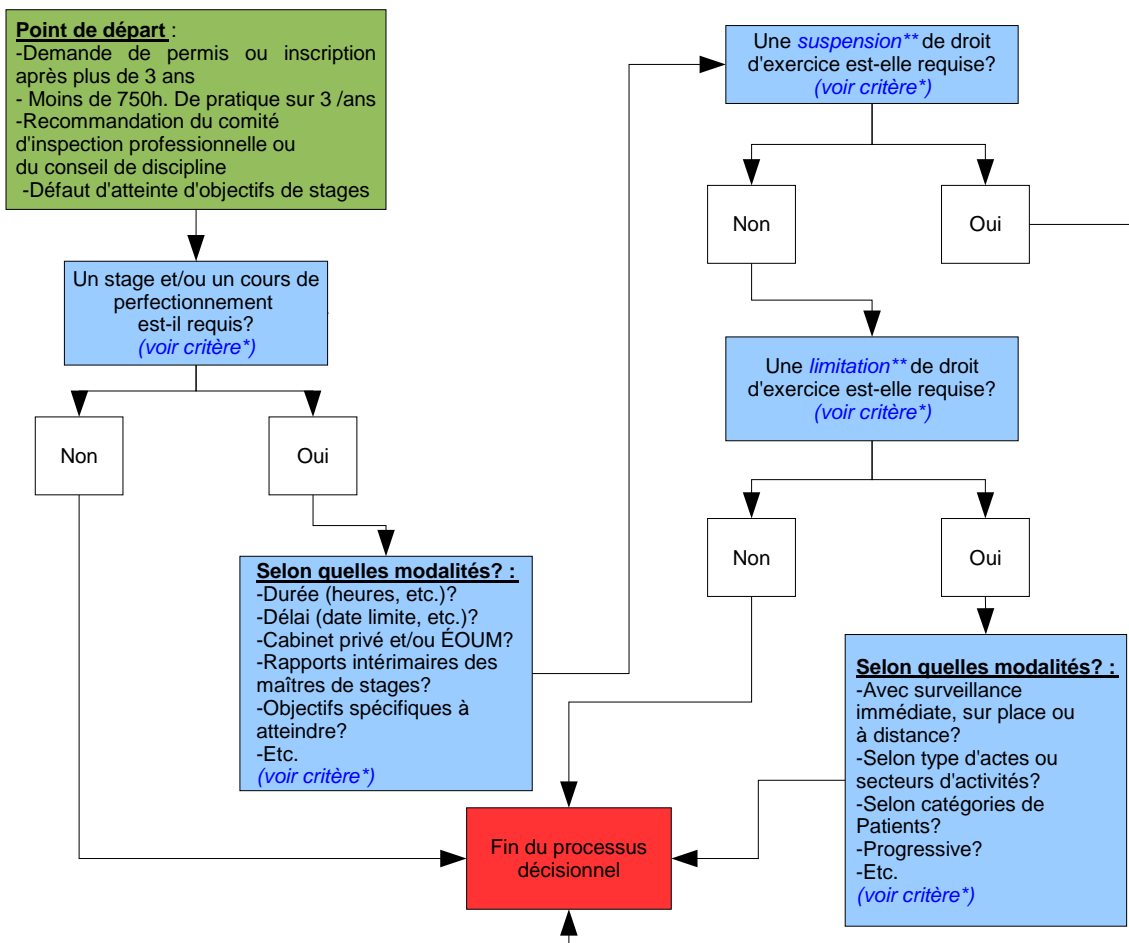 Point de départ :
-Demande de permis ou inscription
après plus de 3 ans
- Moins de 750h. De pratique sur 3 /ans
-Recommandation du comité
d'inspection professionnelle ou
du conseil de discipline
-Défaut d'atteinte d'objectifs de stages
Un stage et/ou un cours de
perfectionnement
est-il requis?
(voir critère*)
Non
Oui
Selon quelles modalités? :
-Durée (heures, etc.)?
-Délai (date limite, etc.)?
-Cabinet privé et/ou ÉOUM?
-Rapports intérimaires des
maîtres de stages?
-Objectifs spécifiques à
atteindre?
-Etc.
(voir critère*)
Une suspension** de droit
d'exercice est-elle requise?
(voir critère*)
Non
Oui
Une limitation** de droit
d'exercice est-elle requise?
(voir critère*)
Non
Oui
Selon quelles modalités? :
-Avec surveillance
immédiate, sur place ou
à distance?
-Selon type d'actes ou
secteurs d'activités?
-Selon catégories de
Patients?
-Progressive?
-Etc.
(voir critère*)
Fin du processus
décisionnel